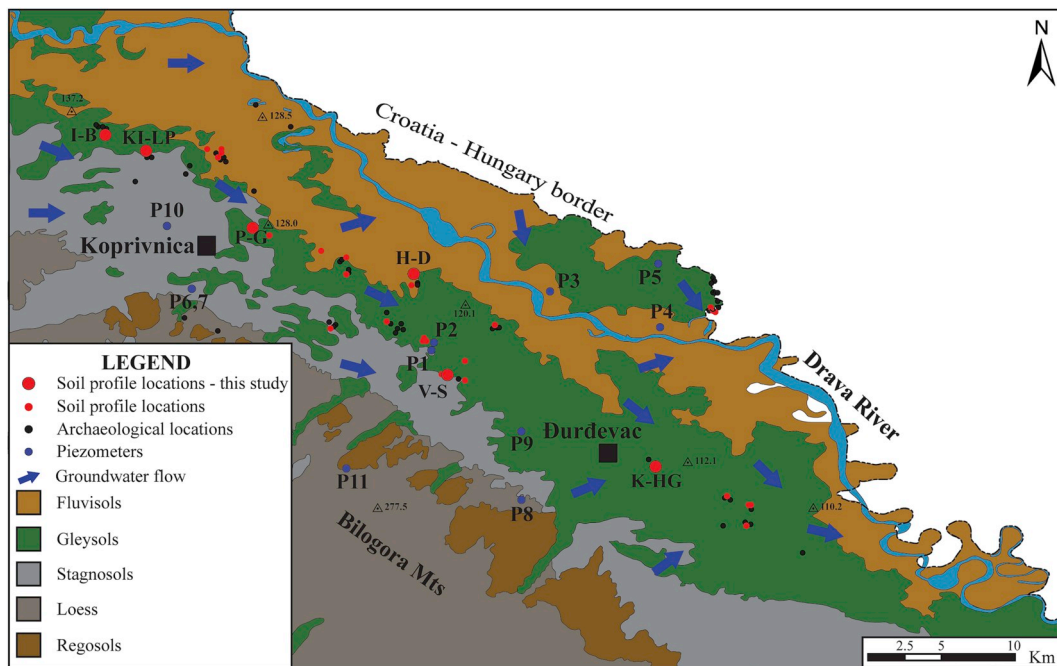 N
137.2
128.5
Croatia - Hungary border
I-B
KI-LP
P10
128.0
P-G
Koprivnica
H-D
P5
P3
P6,7
120.1
P4
P2
P1
V-S
Drava River
P9
Đurđevac
112.1
K-HG
P11
P8
277.5
110.2
Bilogora Mts
LEGEND
Soil profile locations - this study
Soil profile locations
Archaeological locations
Piezometers
Groundwater flow
Fluvisols
Gleysols
Stagnosols
Loess
Regosols
2.5 5 10
Km